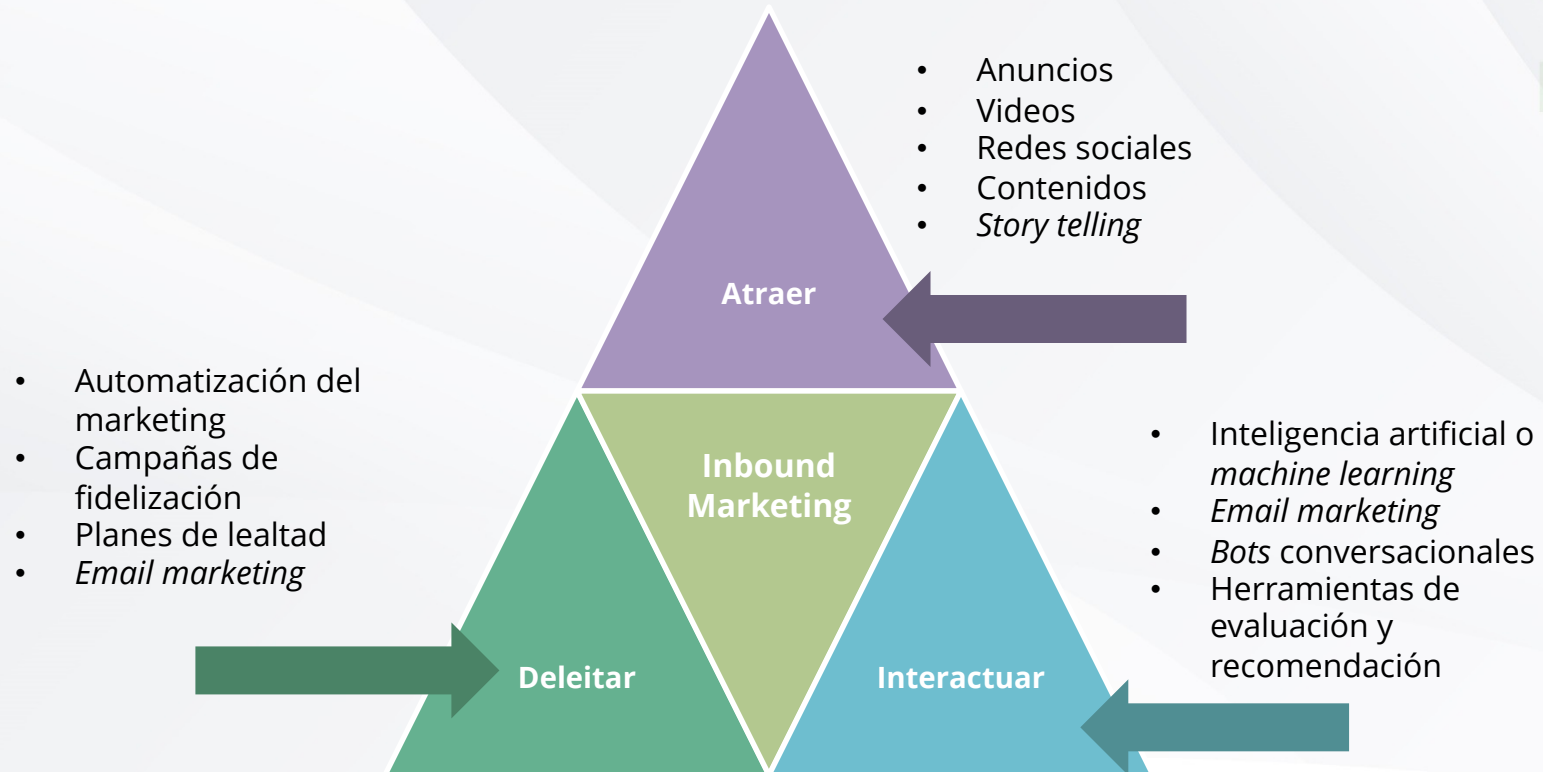 • Anuncios
• Videos
• Redes sociales
• Contenidos
• Story telling
Atraer
• Automatización del
marketing
• Campañas de
fidelización
• Planes de lealtad
• Email marketing
Inbound
Marketing
• Inteligencia artificial o
machine learning
• Email marketing
• Bots conversacionales
• Herramientas de
evaluación y
recomendación
Deleitar
Interactuar